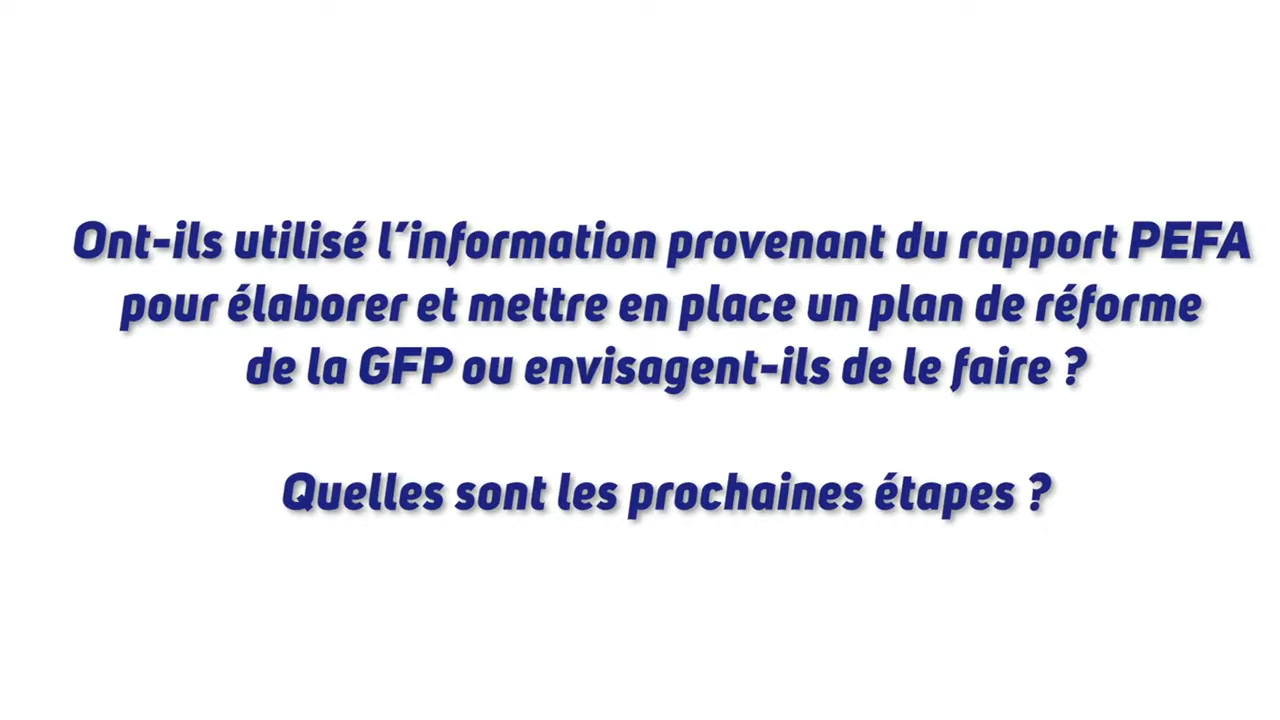 Ont-ils utilisé l´information provenant du rapport PEFA
pour élaborer et mettre en place un plan de réforme
de la GFP ou envisagent-ils de le faire ?
Quelles sont les prochaines étapes ?